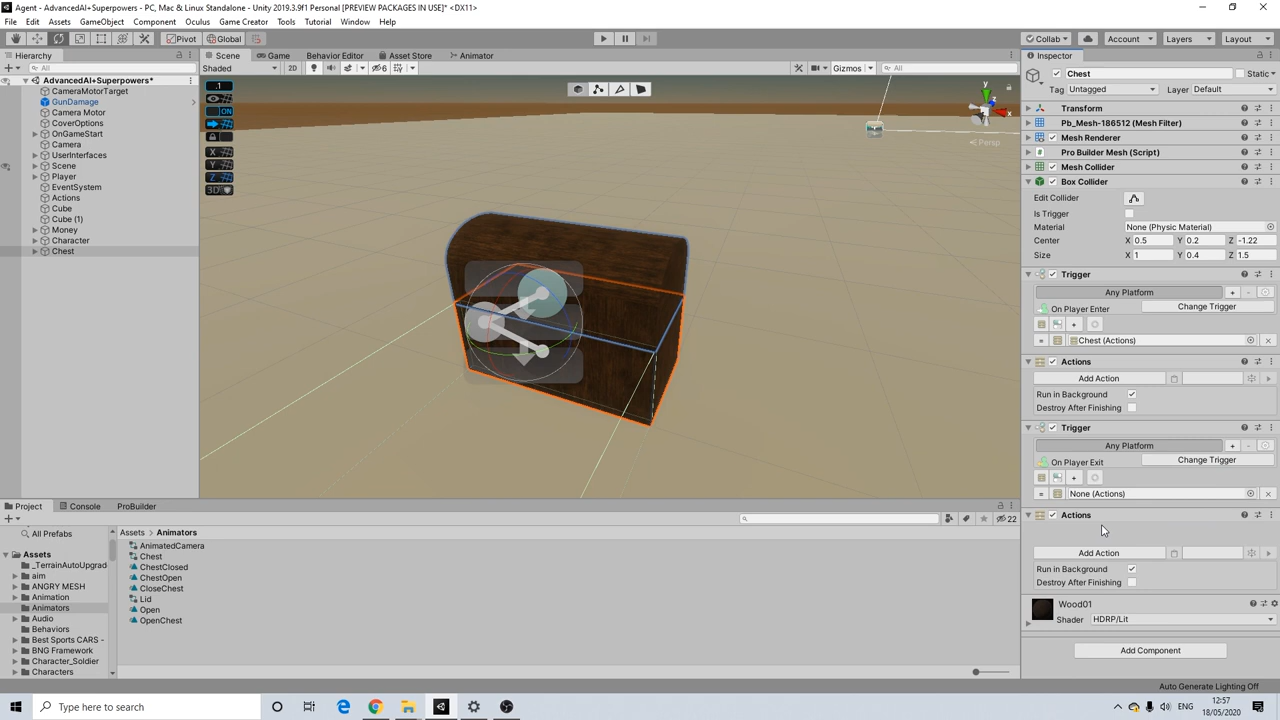 Agent - AdvancedAI+Superpowers - PC, Mac & Linux Standalone - Unity 2019.3.9f1 Personal [PREVIEW PACKAGES IN USE]* <DX11>
File Edit Assets GameObject Component Oculus Game Creator Tools Tutorial Window Help
Pivot Global Collab Account Layers Layout
Hierarchy
All
AdvancedAI+Superpowers*
CameraMotorTarget
GunDamage
Camera Motor
CoverOptions
OnGameStart
Camera
UserInterfaces
Scene
Player
EventSystem
Actions
Cube
Cube (1)
Money
Character
Chest
Scene Game Behavior Editor Asset Store Animator
Shaded 2D 6 Gizmos All
.1
ON
X
Y
Z
3D
y
x
Persp
Inspector
Chest Static
Tag Untagged Layer Default
Transform
Pb_Mesh-186512 (Mesh Filter)
Mesh Renderer
Pro Builder Mesh (Script)
Mesh Collider
Box Collider
Edit Collider
Is Trigger
Material None (Physic Material)
Center X 0.5 Y 0.2 Z -1.22
Size X 1 Y 0.4 Z 1.5
Trigger
Any Platform + -
On Player Enter Change Trigger
+
= Chest (Actions) ×
Actions
Add Action
Run in Background
Destroy After Finishing
Trigger
Any Platform + -
On Player Exit Change Trigger
+
= None (Actions) ×
Actions
Add Action
Run in Background
Destroy After Finishing
Wood01
Shader HDRP/Lit
Add Component
Project Console ProBuilder
22
All Prefabs
Assets
_TerrainAutoUpgrad
aim
ANGRY MESH
Animation
Animators
Audio
Behaviors
Best Sports CARS -
BNG Framework
Character_Soldier
Characters
Assets > Animators
AnimatedCamera
Chest
ChestClosed
ChestOpen
CloseChest
Lid
Open
OpenChest
Auto Generate Lighting Off
Type here to search
ENG
12:57
18/05/2020